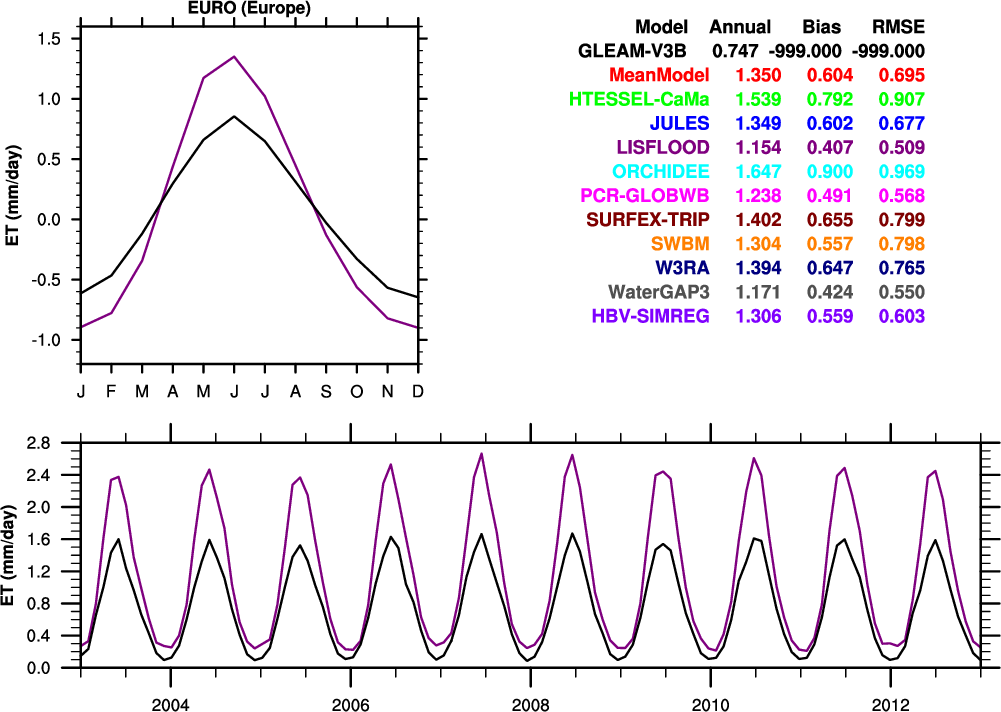 EURO (Europe)
1.5
1.0
0.5
0.0
-0.5
-1.0
ET (mm/day)
J F M A M J J A S O N D
Model Annual Bias RMSE
GLEAM-V3B 0.747 -999.000 -999.000
MeanModel 1.350 0.604 0.695
HTESSEL-CaMa 1.539 0.792 0.907
JULES 1.349 0.602 0.677
LISFLOOD 1.154 0.407 0.509
ORCHIDEE 1.647 0.900 0.969
PCR-GLOBWB 1.238 0.491 0.568
SURFEX-TRIP 1.402 0.655 0.799
SWBM 1.304 0.557 0.798
W3RA 1.394 0.647 0.765
WaterGAP3 1.171 0.424 0.550
HBV-SIMREG 1.306 0.559 0.603
2.8
2.4
2.0
1.6
1.2
0.8
0.4
0.0
ET (mm/day)
2004 2006 2008 2010 2012